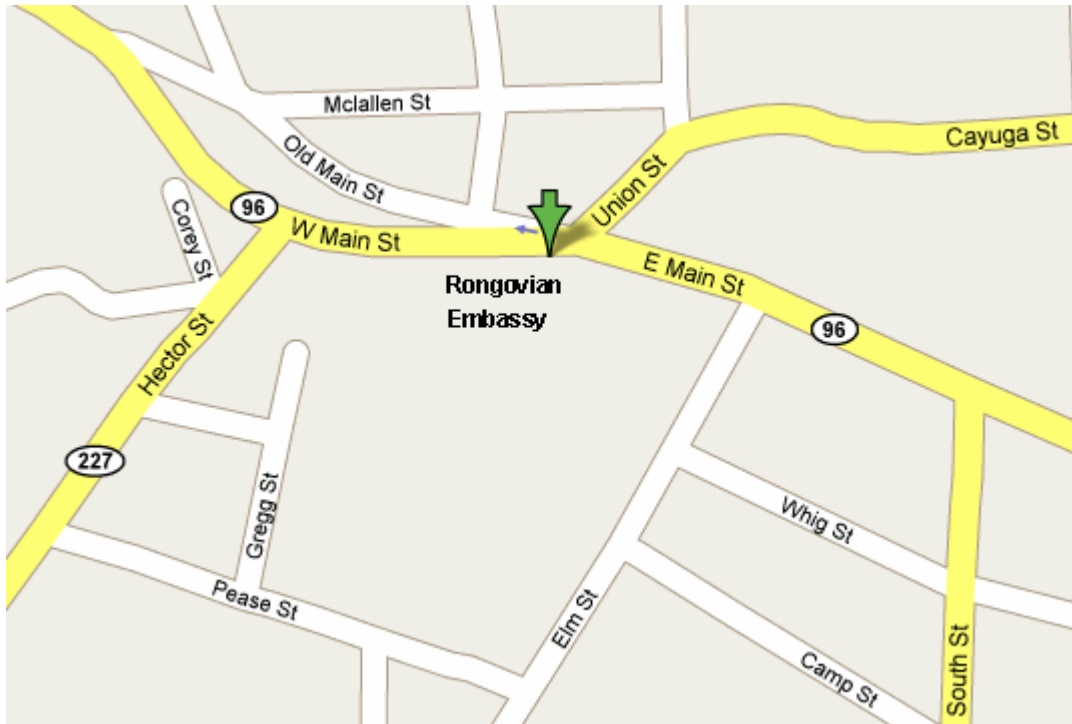 Mclallen St
Cayuga St
Old Main St
Union St
96
Corey St
W Main St
E Main St
Rongovian
Embassy
96
Hector St
227
Gregg St
Whig St
Pease St
Elm St
Camp St
South St